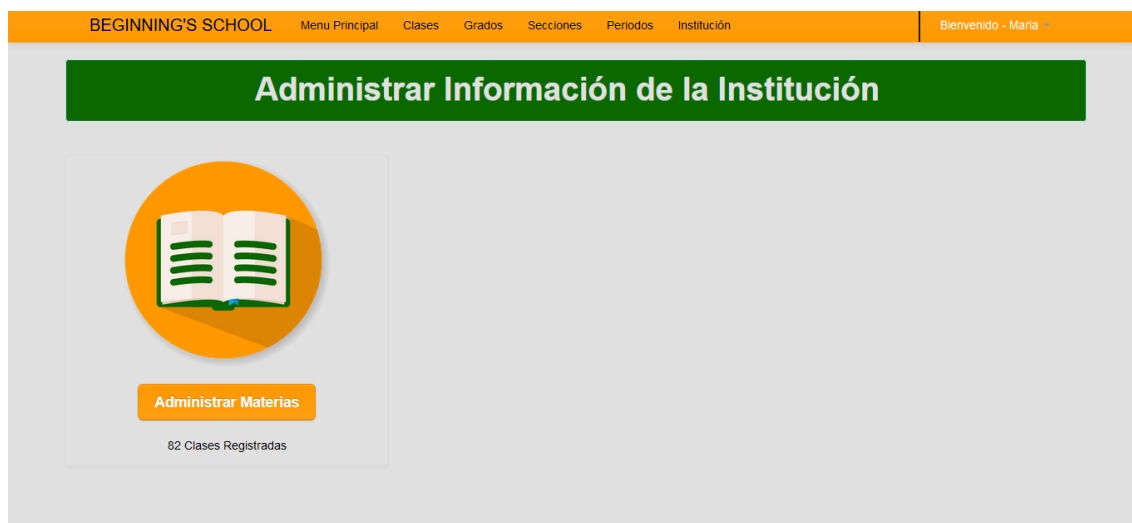 BEGINNING'S SCHOOL Menu Principal Clases Grados Secciones Periodos Institución Bienvenido - Maria
Administrar Información de la Institución
Administrar Materias
82 Clases Registradas